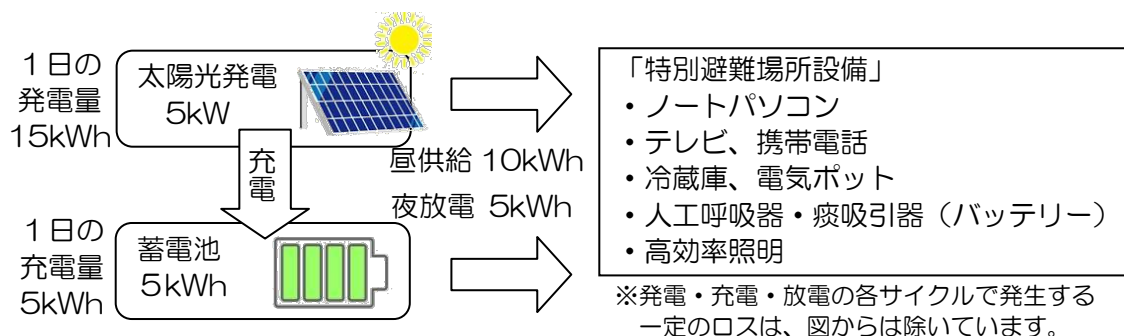 1日の
発電量
15kWh
太陽光発電
5kW
充電
昼供給 10kWh
夜放電 5kWh
1日の
充電量
5kWh
蓄電池
5kWh
「特別避難場所設備」
・ノートパソコン
・テレビ、携帯電話
・冷蔵庫、電気ポット
・人工呼吸器・痰吸引器（バッテリー）
・高効率照明
※発電・充電・放電の各サイクルで発生する
一定のロスは、図からは除いています。